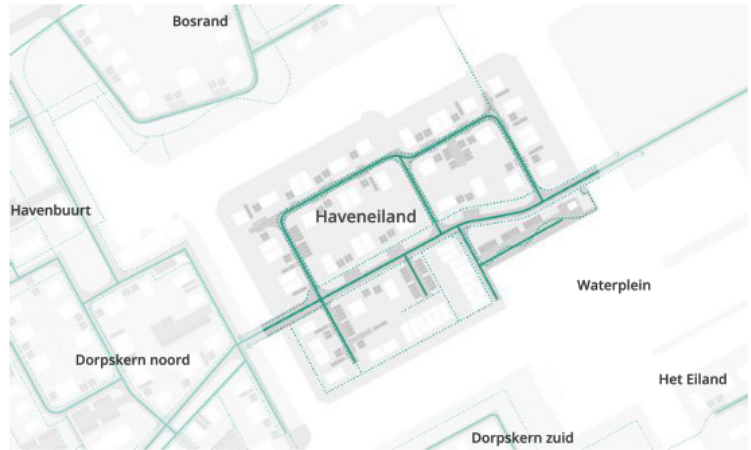 Bosrand
Havenbuurt
Haveneiland
Waterplein
Dorpskern noord
Het Eiland
Dorpskern zuid